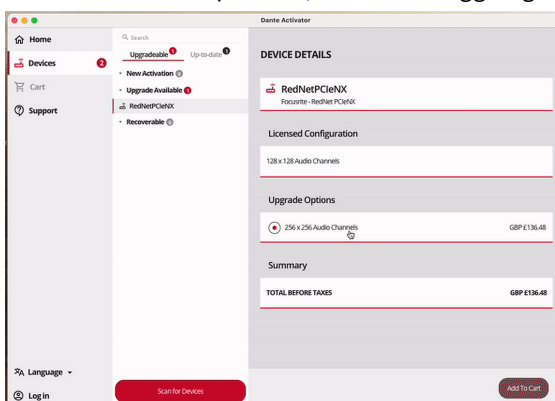 Dante Activator
Home
Devices 2
Cart
Support
Language
Log in
Search
Upgradeable 1 Up-to-date 1
New Activation 0
Upgrade Available 1
RedNetPCIeNX
Recoverable 0
Scan for Devices
DEVICE DETAILS
RedNetPCIeNX
Focusrite - RedNet PCIeNX
Licensed Configuration
128 x 128 Audio Channels
Upgrade Options
256 x 256 Audio Channels GBP £136.48
Summary
TOTAL BEFORE TAXES GBP £136.48
Add To Cart